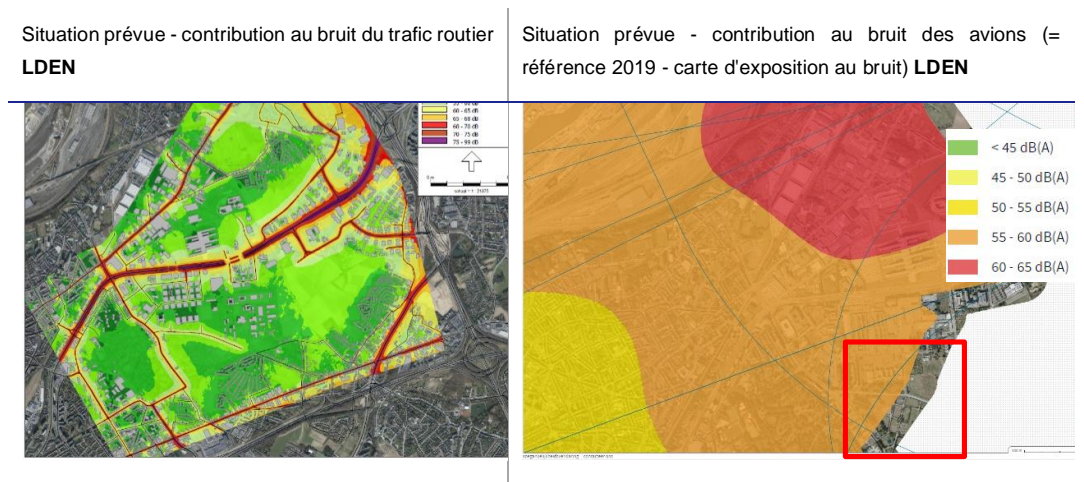 Situation prévue - contribution au bruit du trafic routier
LDEN
Situation prévue - contribution au bruit des avions (=
référence 2019 - carte d'exposition au bruit) LDEN
60 - 65 dB
65 - 70 dB
70 - 75 dB
75 - 99 dB
< 45 dB(A)
45 - 50 dB(A)
50 - 55 dB(A)
55 - 60 dB(A)
60 - 65 dB(A)